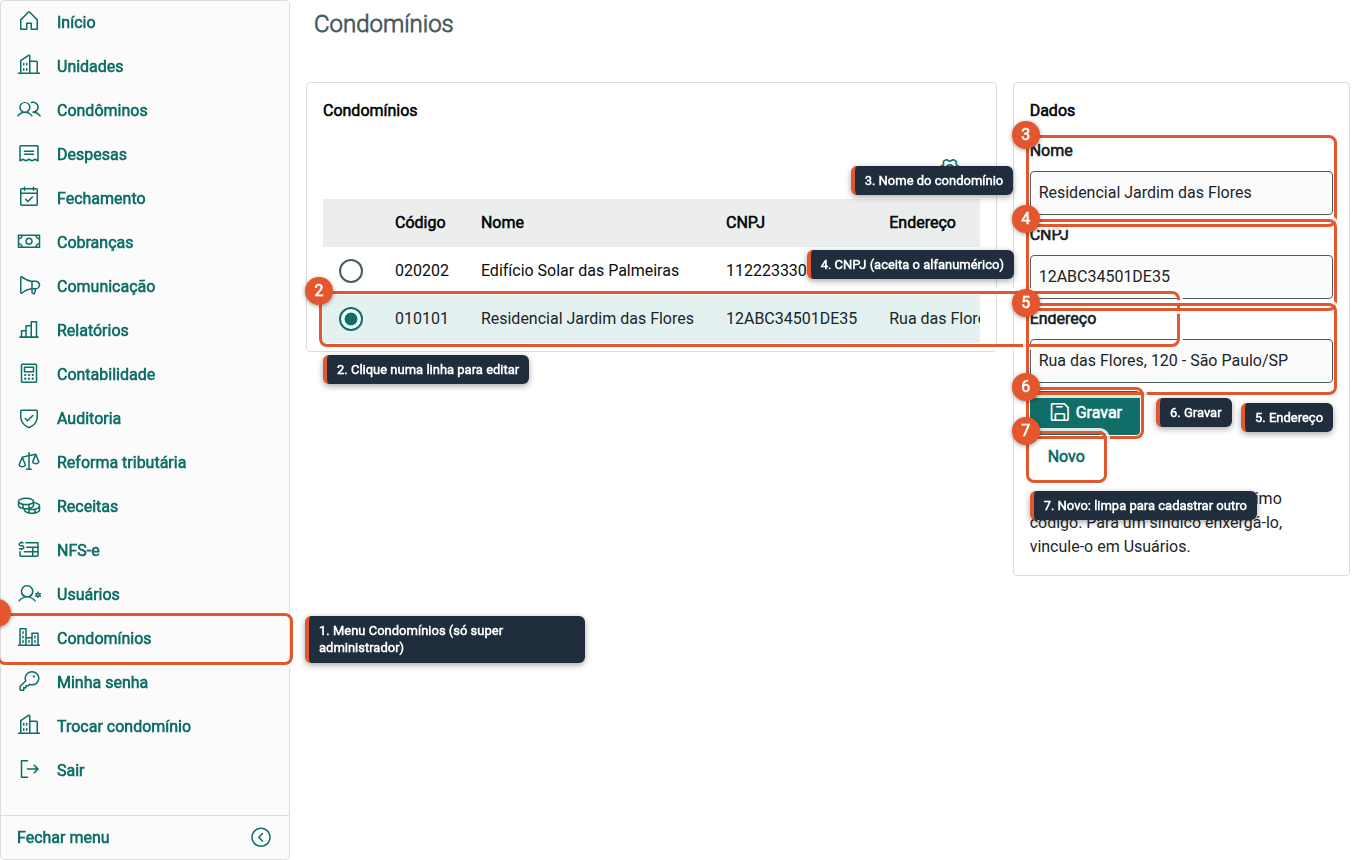 Início
Unidades
Condôminos
Despesas
Fechamento
Cobranças
Comunicação
Relatórios
Contabilidade
Auditoria
Reforma tributária
Receitas
NFS-e
Usuários
Condomínios
Minha senha
Trocar condomínio
Sair
Fechar menu
1. Menu Condomínios (só super
administrador)
Condomínios
Condomínios
3. Nome do condomínio
Código Nome CNPJ Endereço
020202 Edifício Solar das Palmeiras 112223330
4. CNPJ (aceita o alfanumérico)
2
010101 Residencial Jardim das Flores 12ABC34501DE35 Rua das Flor
2. Clique numa linha para editar
Dados
3
Nome
Residencial Jardim das Flores
4
CNPJ
12ABC34501DE35
5
Endereço
Rua das Flores, 120 - São Paulo/SP
6
Gravar
6. Gravar
5. Endereço
7
Novo
7. Novo: limpa para cadastrar outro
código. Para um síndico enxergá-lo,
vincule-o em Usuários.